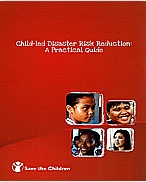 Child-led Disaster Risk Reduction:
A Practical Guide
Save the Children